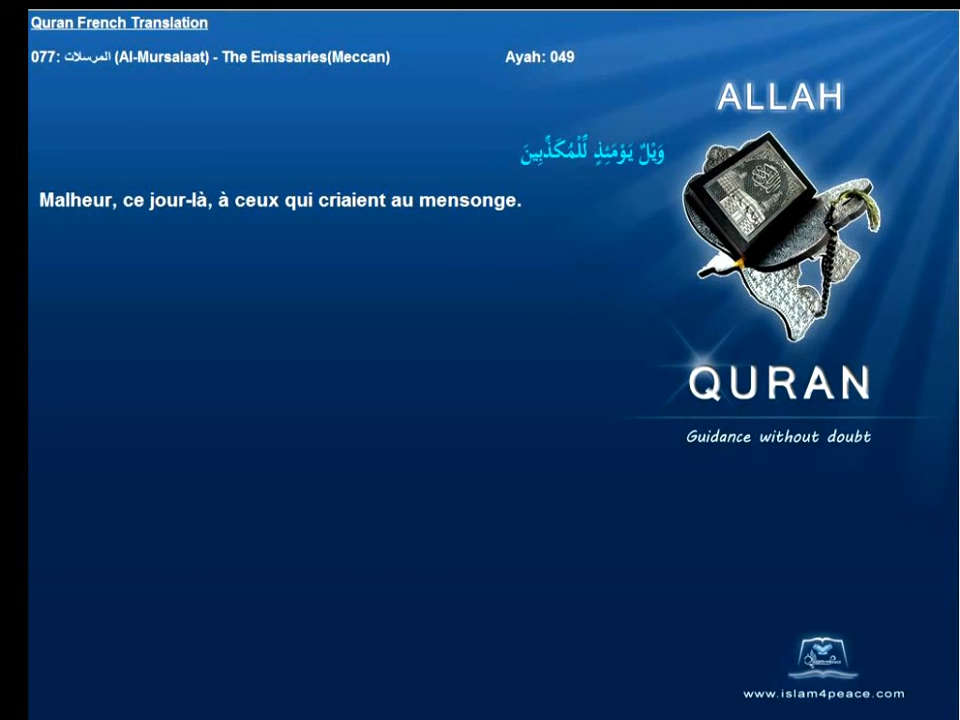 Quran French Translation
077: المرسلات (Al-Mursalaat) - The Emissaries(Meccan) Ayah: 049
ALLAH
وَيْلٌ يَوْمَئِذٍ لِّلْمُكَذِّبِينَ
Malheur, ce jour-là, à ceux qui criaient au mensonge.
QURAN
Guidance without doubt
www.islam4peace.com